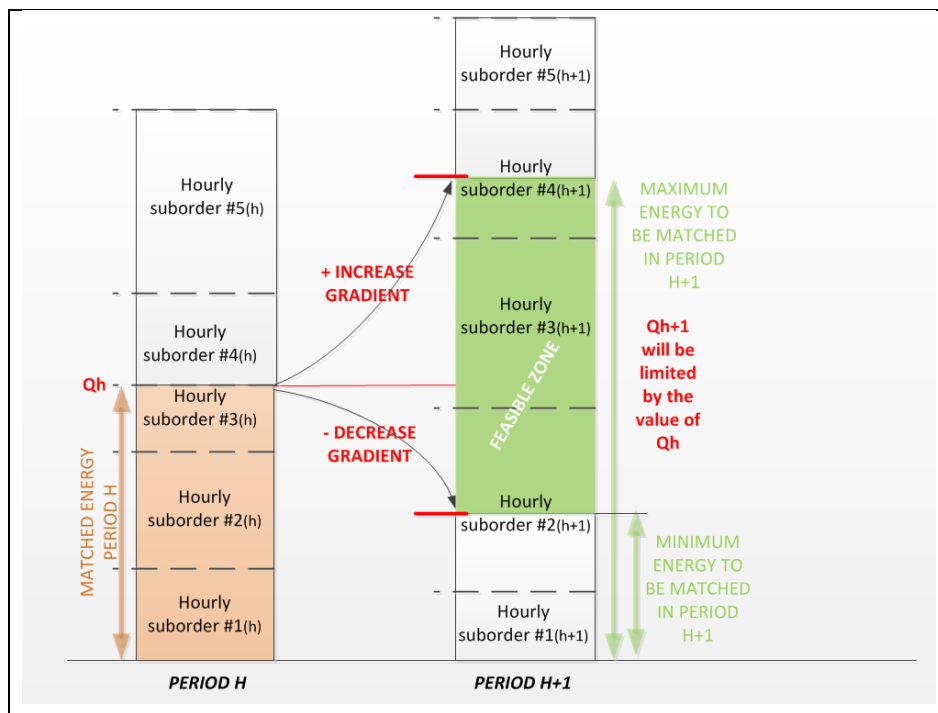 Hourly
suborder #5(h+1)
Hourly
suborder #5(h)
Hourly
suborder #4(h+1)
MAXIMUM
ENERGY TO
BE MATCHED
IN PERIOD
H+1
+ INCREASE
GRADIENT
Hourly
suborder #4(h)
Hourly
suborder #3(h+1)
Qh+1
will be
limited
by the
value of
Qh
Qh
Hourly
suborder #3(h)
- DECREASE
GRADIENT
FEASIBLE ZONE
MATCHED ENERGY
PERIOD H
Hourly
suborder #2(h)
Hourly
suborder #2(h+1)
MINIMUM
ENERGY TO
BE MATCHED
IN PERIOD
H+1
Hourly
suborder #1(h)
Hourly
suborder #1(h+1)
PERIOD H
PERIOD H+1